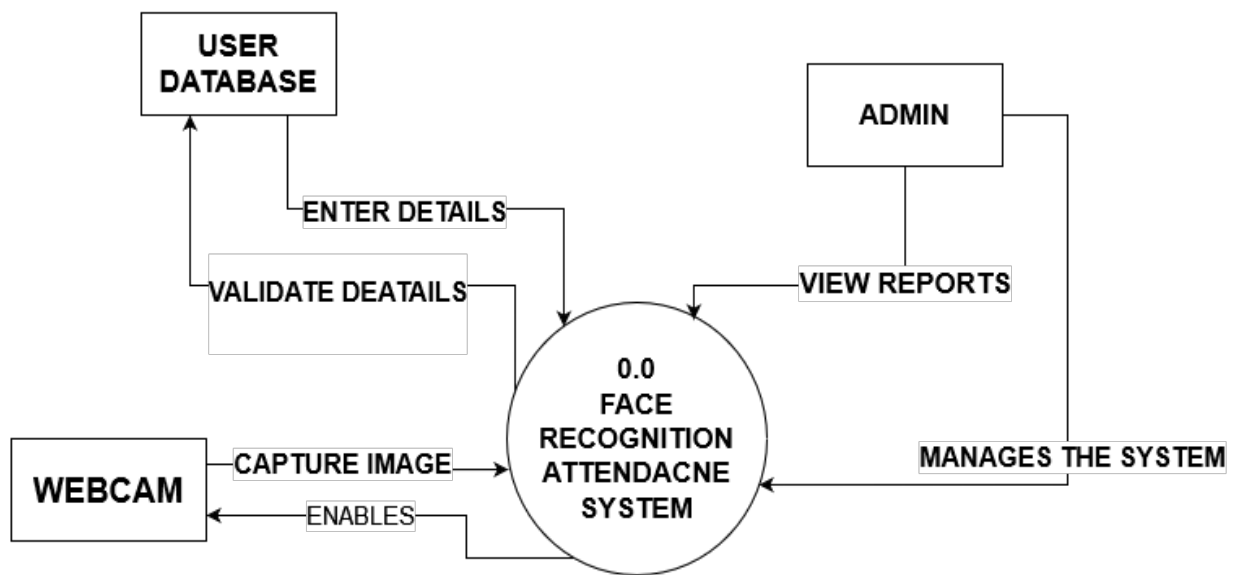 USER
DATABASE
ADMIN
ENTER DETAILS
VALIDATE DEATAILS
VIEW REPORTS
0.0
FACE
RECOGNITION
ATTENDACNE
SYSTEM
MANAGES THE SYSTEM
WEBCAM
CAPTURE IMAGE
ENABLES